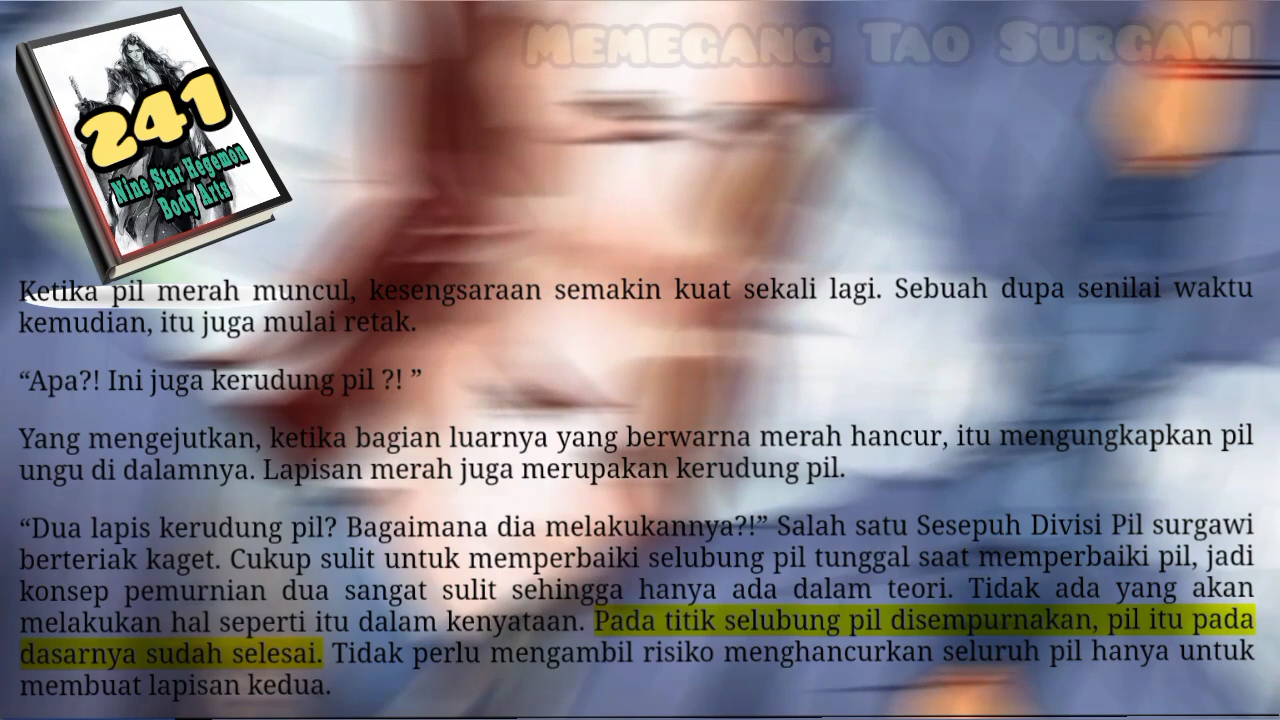 Memegang Tao Surgawi
241
Nine Star Hegemon
Body Arts
Ketika pil merah muncul, kesengsaraan semakin kuat sekali lagi. Sebuah dupa senilai waktu
kemudian, itu juga mulai retak.
“Apa?! Ini juga kerudung pil ?! ”
Yang mengejutkan, ketika bagian luarnya yang berwarna merah hancur, itu mengungkapkan pil
ungu di dalamnya. Lapisan merah juga merupakan kerudung pil.
“Dua lapis kerudung pil? Bagaimana dia melakukannya?!” Salah satu Sesepuh Divisi Pil surgawi
berteriak kaget. Cukup sulit untuk memperbaiki selubung pil tunggal saat memperbaiki pil, jadi
konsep pemurnian dua sangat sulit sehingga hanya ada dalam teori. Tidak ada yang akan
melakukan hal seperti itu dalam kenyataan. Pada titik selubung pil disempurnakan, pil itu pada
dasarnya sudah selesai. Tidak perlu mengambil risiko menghancurkan seluruh pil hanya untuk
membuat lapisan kedua.